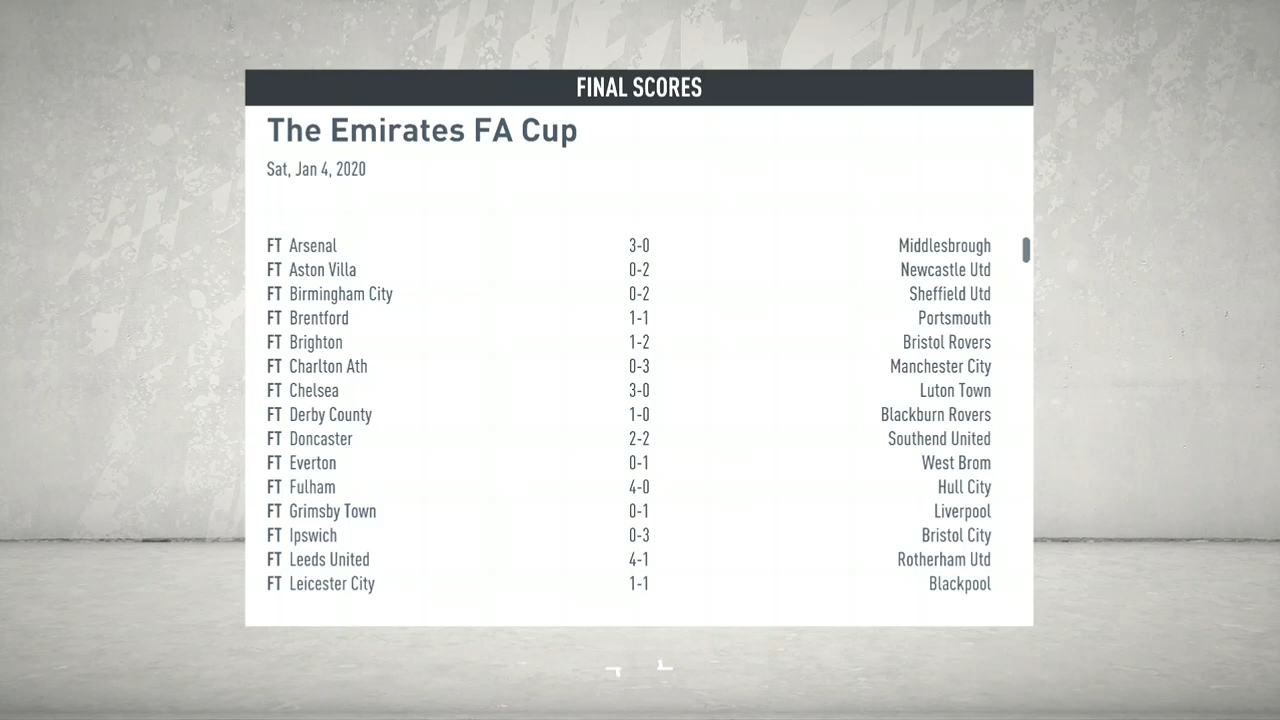 FINAL SCORES
The Emirates FA Cup
Sat, Jan 4, 2020
FT Arsenal 3-0 Middlesbrough
FT Aston Villa 0-2 Newcastle Utd
FT Birmingham City 0-2 Sheffield Utd
FT Brentford 1-1 Portsmouth
FT Brighton 1-2 Bristol Rovers
FT Charlton Ath 0-3 Manchester City
FT Chelsea 3-0 Luton Town
FT Derby County 1-0 Blackburn Rovers
FT Doncaster 2-2 Southend United
FT Everton 0-1 West Brom
FT Fulham 4-0 Hull City
FT Grimsby Town 0-1 Liverpool
FT Ipswich 0-3 Bristol City
FT Leeds United 4-1 Rotherham Utd
FT Leicester City 1-1 Blackpool